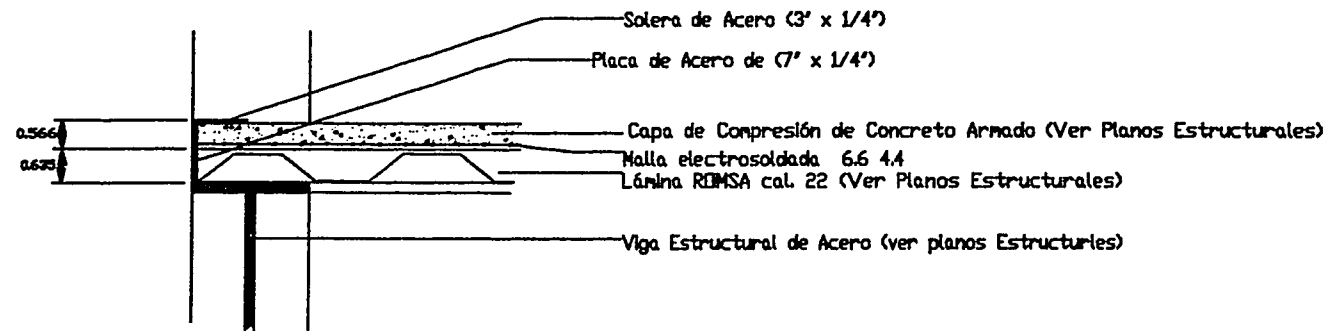 Solera de Acero (3" x 1/4")
Placa de Acero de (7" x 1/4")
0.566
Capa de Compresión de Concreto Armado (Ver Planos Estructurales)
0.635
Malla electrosoldada 6.6 4.4
Lámina ROMSA cal. 22 (Ver Planos Estructurales)
Viga Estructural de Acero (ver planos Estructurles)